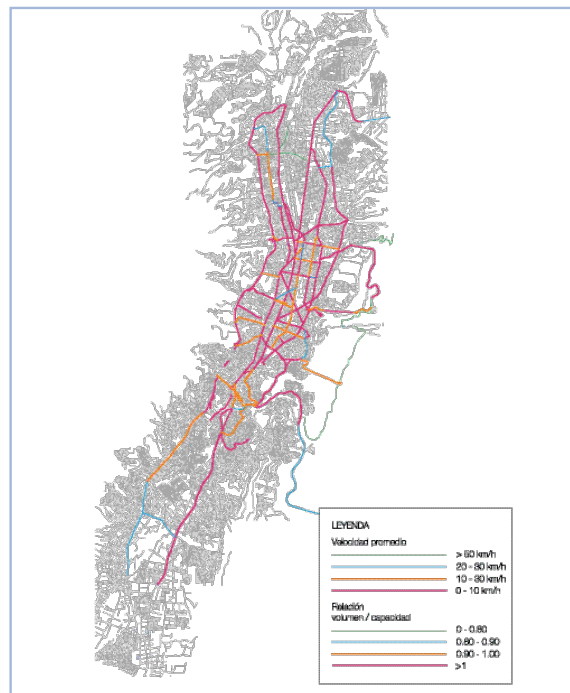 LEYENDA
Velocidad promedio
> 50 km/h
20 - 30 km/h
10 - 30 km/h
0 - 10 km/h
Relación
volumen / capacidad
0 - 0.80
0.80 - 0.90
0.90 - 1.00
>1